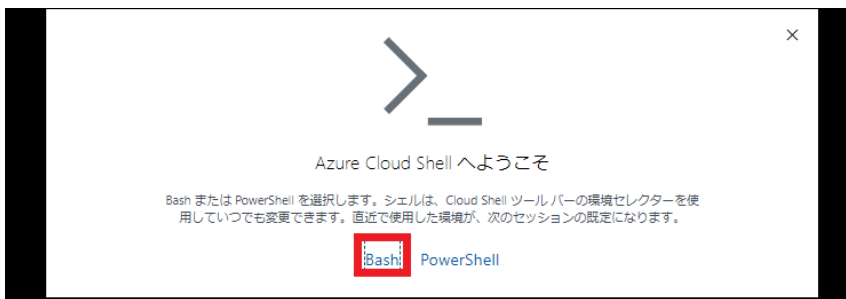 Azure Cloud Shell へようこそ
Bash または PowerShell を選択します。シェルは、Cloud Shell ツール バーの環境セレクターを使
用していつでも変更できます。直近で使用した環境が、次のセッションの既定になります。
Bash PowerShell